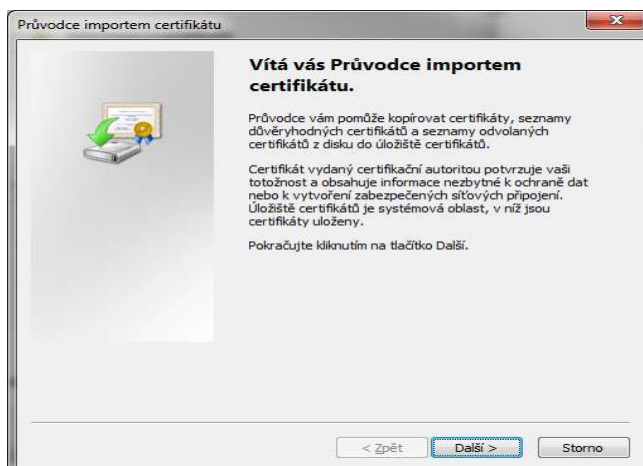 Průvodce importem certifikátu
Vítá vás Průvodce importem
certifikátu.
Průvodce vám pomůže kopírovat certifikáty, seznamy
důvěryhodných certifikátů a seznamy odvolaných
certifikátů z disku do úložiště certifikátů.
Certifikát vydaný certifikační autoritou potvrzuje vaši
totožnost a obsahuje informace nezbytné k ochraně dat
nebo k vytvoření zabezpečených síťových připojení.
Úložiště certifikátů je systémová oblast, v níž jsou
certifikáty uloženy.
Pokračujte kliknutím na tlačítko Další.
< Zpět Další > Storno